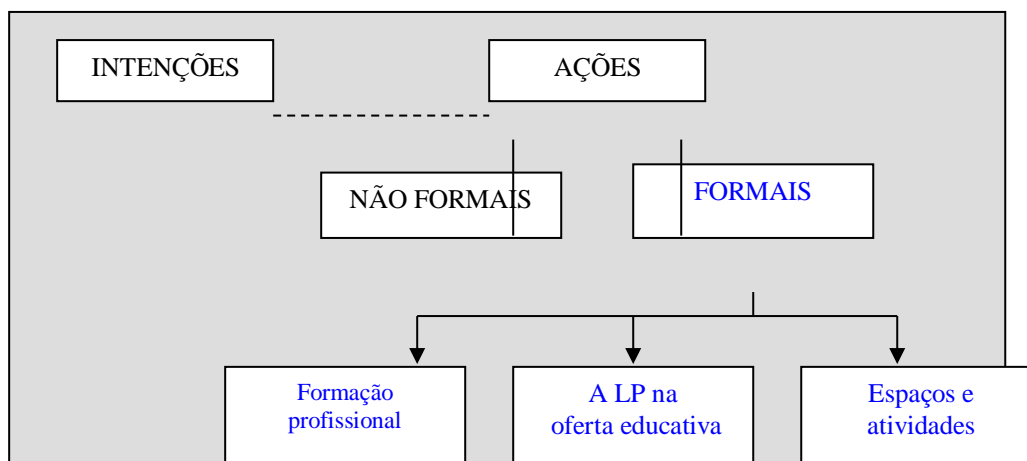 INTENÇÕES
AÇÕES
NÃO FORMAIS
FORMAIS
Formação
profissional
A LP na
oferta educativa
Espaços e
atividades